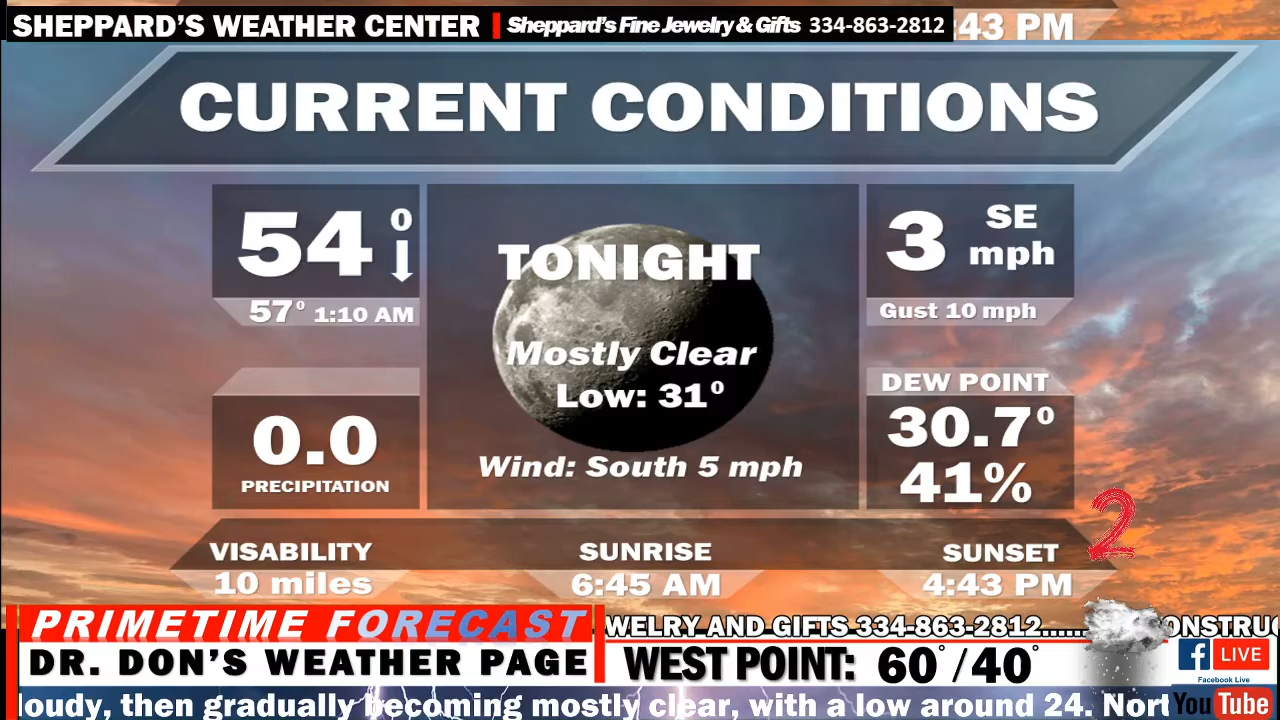 SHEPPARD'S WEATHER CENTER | Sheppard's Fine Jewelry & Gifts 334-863-2812 :43 PM
CURRENT CONDITIONS
54°
57° 1:10 AM
TONIGHT
Mostly Clear
Low: 31°
Wind: South 5 mph
3 SE mph
Gust 10 mph
0.0
PRECIPITATION
DEW POINT
30.7°
41%
2
VISABILITY
10 miles
SUNRISE
6:45 AM
SUNSET
4:43 PM
PRIMETIME FORECAST
DR. DON'S WEATHER PAGE
WELRY AND GIFTS 334-863-2812...... ONSTRUC
WEST POINT: 60°/40°
f LIVE
Facebook Live
loudy, then gradually becoming mostly clear, with a low around 24. Nort
YouTube